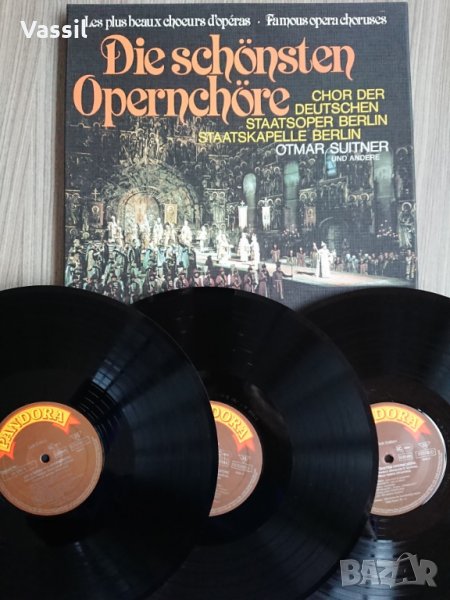 Vassil
Les plus beaux choeurs d'opéras · Famous opera choruses
Die schönsten
Opernchöre
CHOR DER
DEUTSCHEN
STAATSOPER BERLIN
STAATSKAPELLE BERLIN
OTMAR SUITNER
UND ANDERE
PANDORA
PANDORA
PANDORA
BAZAR